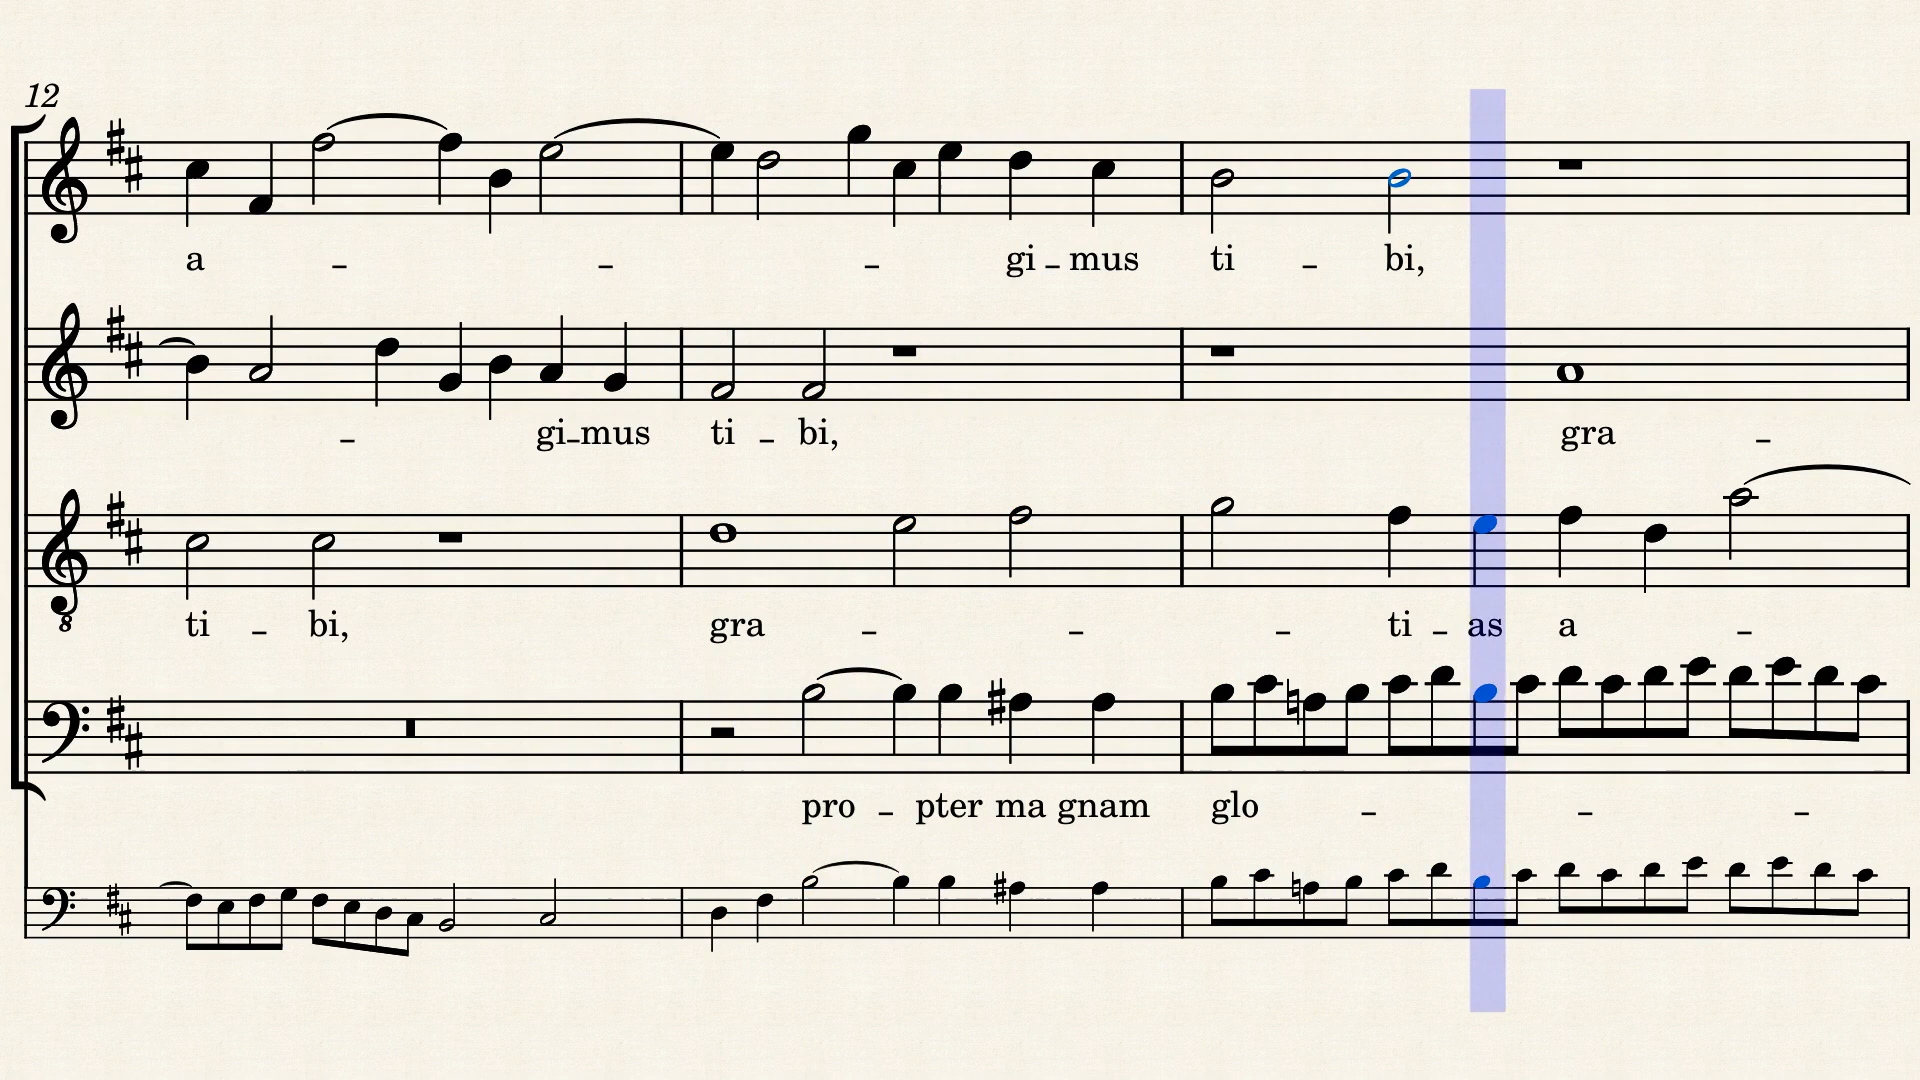 12
a - - - gi - mus ti - bi,
- gi - mus ti - bi, gra -
8
ti - bi, gra - - - ti - as a -
pro - pter ma gnam glo - - -